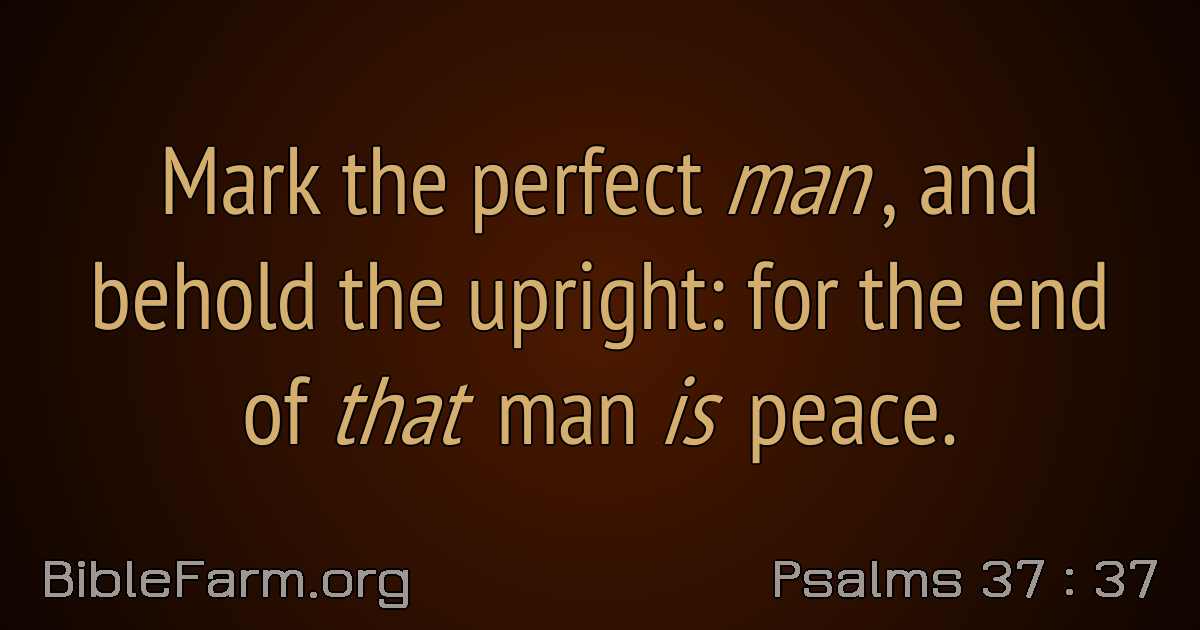 Mark the perfect man, and
behold the upright: for the end
of that man is peace.
BibleFarm.org
Psalms 37 : 37